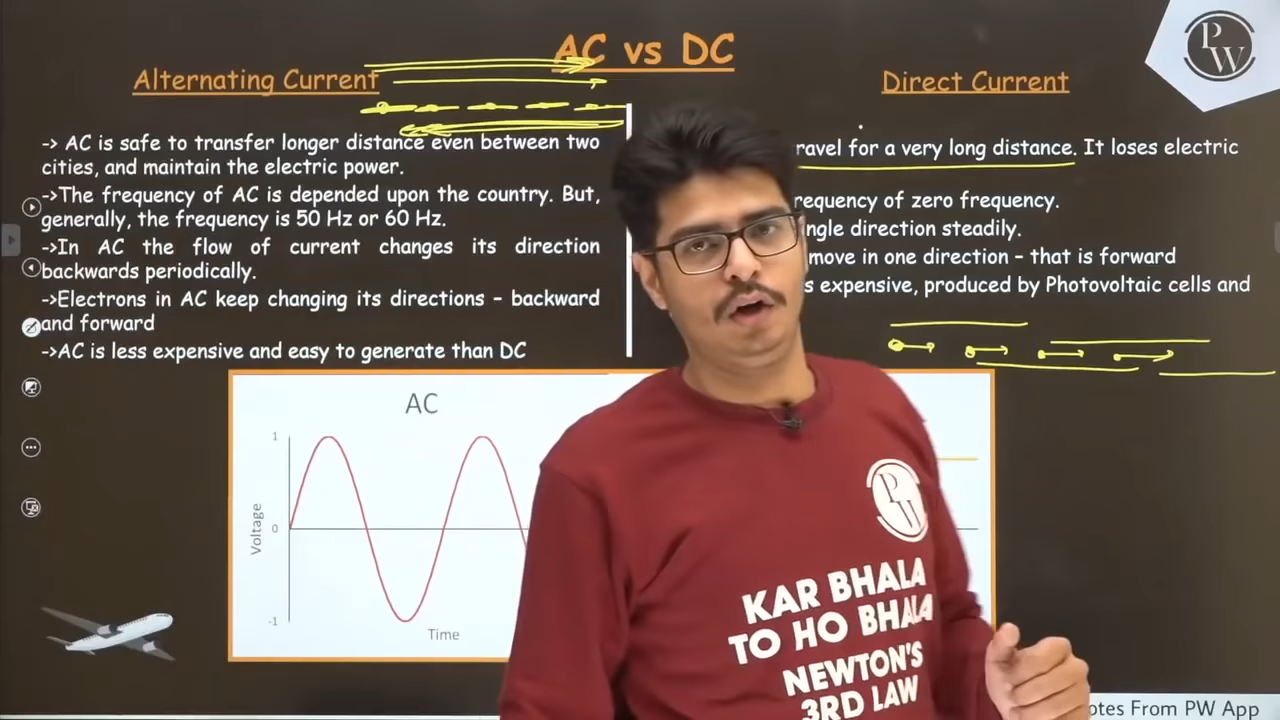 AC vs DC
Alternating Current
-> AC is safe to transfer longer distance even between two
cities, and maintain the electric power.
->The frequency of AC is depended upon the country. But,
generally, the frequency is 50 Hz or 60 Hz.
->In AC the flow of current changes its direction
backwards periodically.
->Electrons in AC keep changing its directions – backward
and forward
->AC is less expensive and easy to generate than DC
Direct Current
for a very long distance. It loses electric
of zero frequency.
direction steadily.
move in one direction – that is forward
expensive, produced by Photovoltaic cells and
AC
Voltage
1
0
-1
Time
PW
PW
KAR BHALA
TO HO BHALA
NEWTON'S
3RD LAW
From PW App